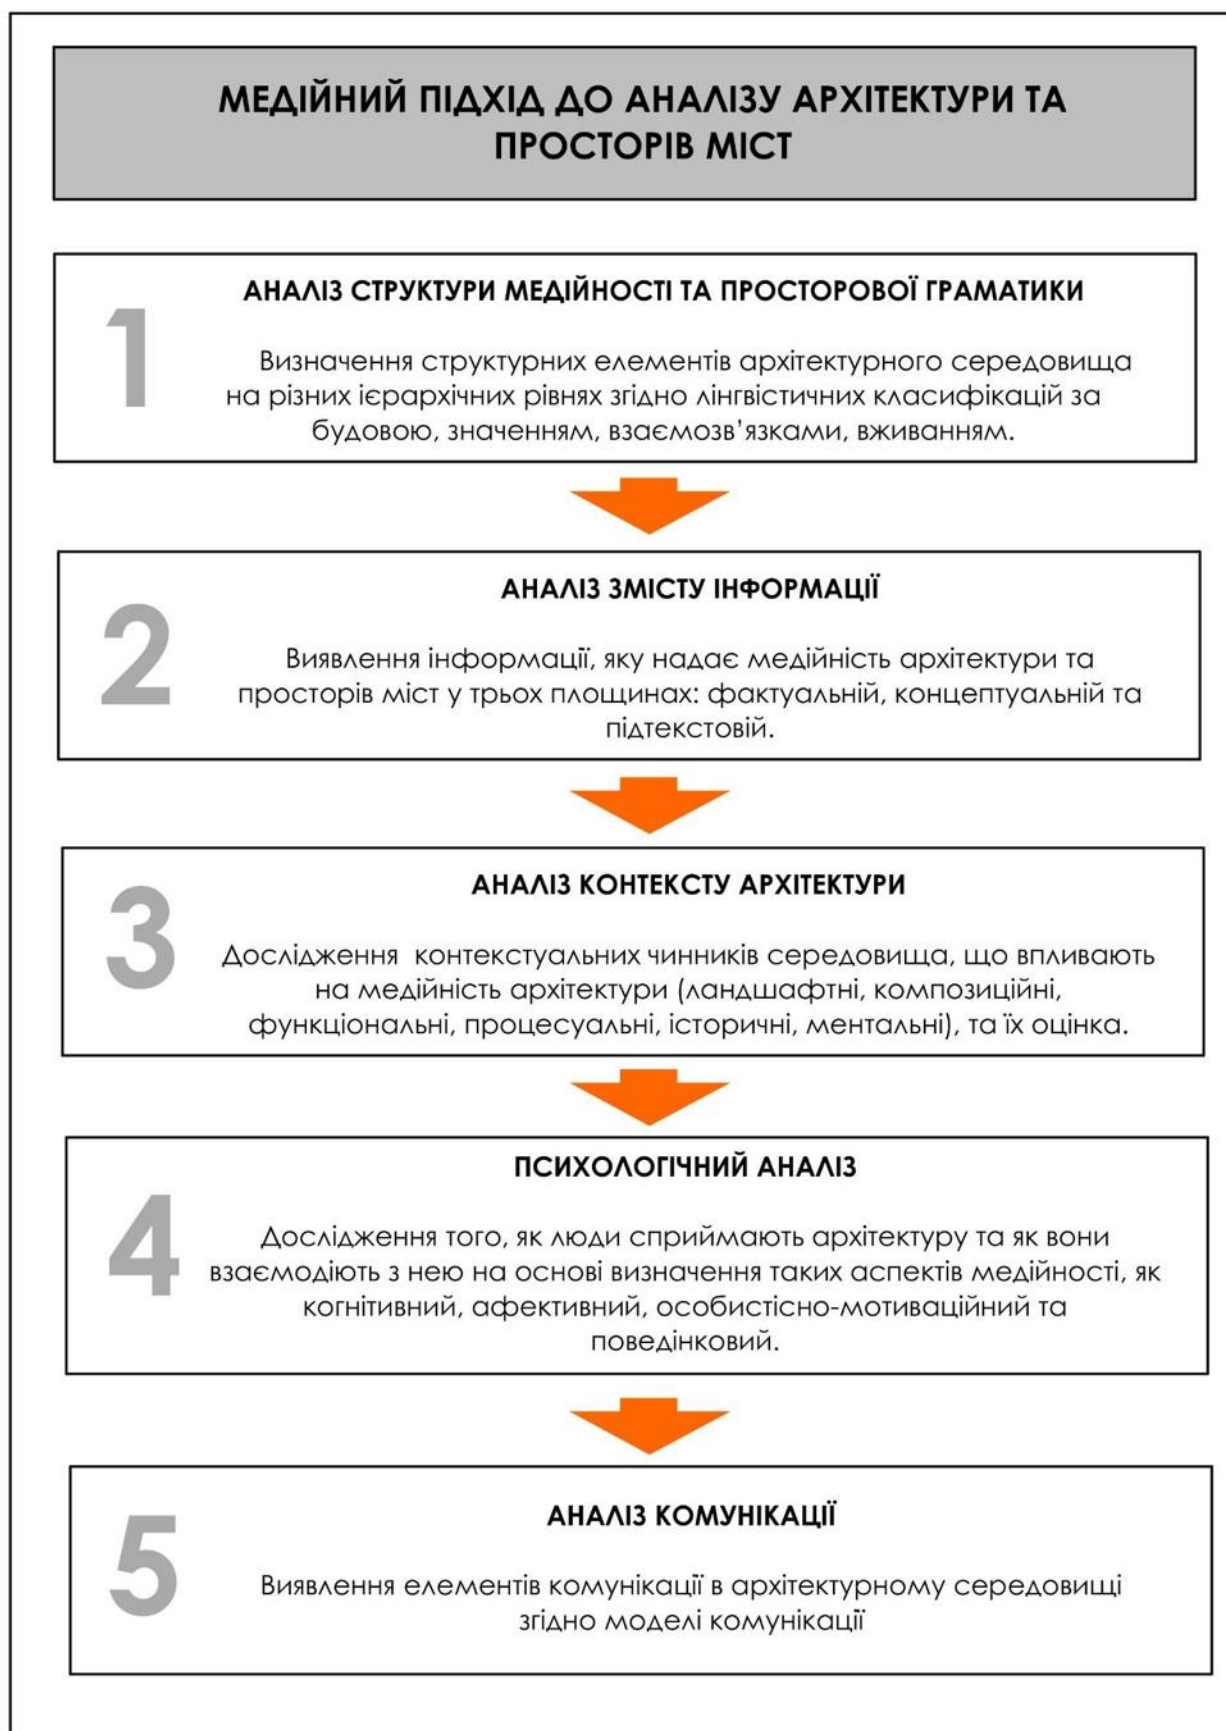 МЕДІЙНИЙ ПІДХІД ДО АНАЛІЗУ АРХІТЕКТУРИ ТА
ПРОСТОРІВ МІСТ
1
АНАЛІЗ СТРУКТУРИ МЕДІЙНОСТІ ТА ПРОСТОРОВОЇ ГРАМАТИКИ
Визначення структурних елементів архітектурного середовища
на різних ієрархічних рівнях згідно лінгвістичних класифікацій за
будовою, значенням, взаємозв'язками, вживанням.
2
АНАЛІЗ ЗМІСТУ ІНФОРМАЦІЇ
Виявлення інформації, яку надає медійність архітектури та
просторів міст у трьох площинах: фактуальній, концептуальній та
підтекстовій.
3
АНАЛІЗ КОНТЕКСТУ АРХІТЕКТУРИ
Дослідження контекстуальних чинників середовища, що впливають
на медійність архітектури (ландшафтні, композиційні,
функціональні, процесуальні, історичні, ментальні), та їх оцінка.
4
ПСИХОЛОГІЧНИЙ АНАЛІЗ
Дослідження того, як люди сприймають архітектуру та як вони
взаємодіють з нею на основі визначення таких аспектів медійності, як
когнітивний, афективний, особистісно-мотиваційний та
поведінковий.
5
АНАЛІЗ КОМУНІКАЦІЇ
Виявлення елементів комунікації в архітектурному середовищі
згідно моделі комунікації